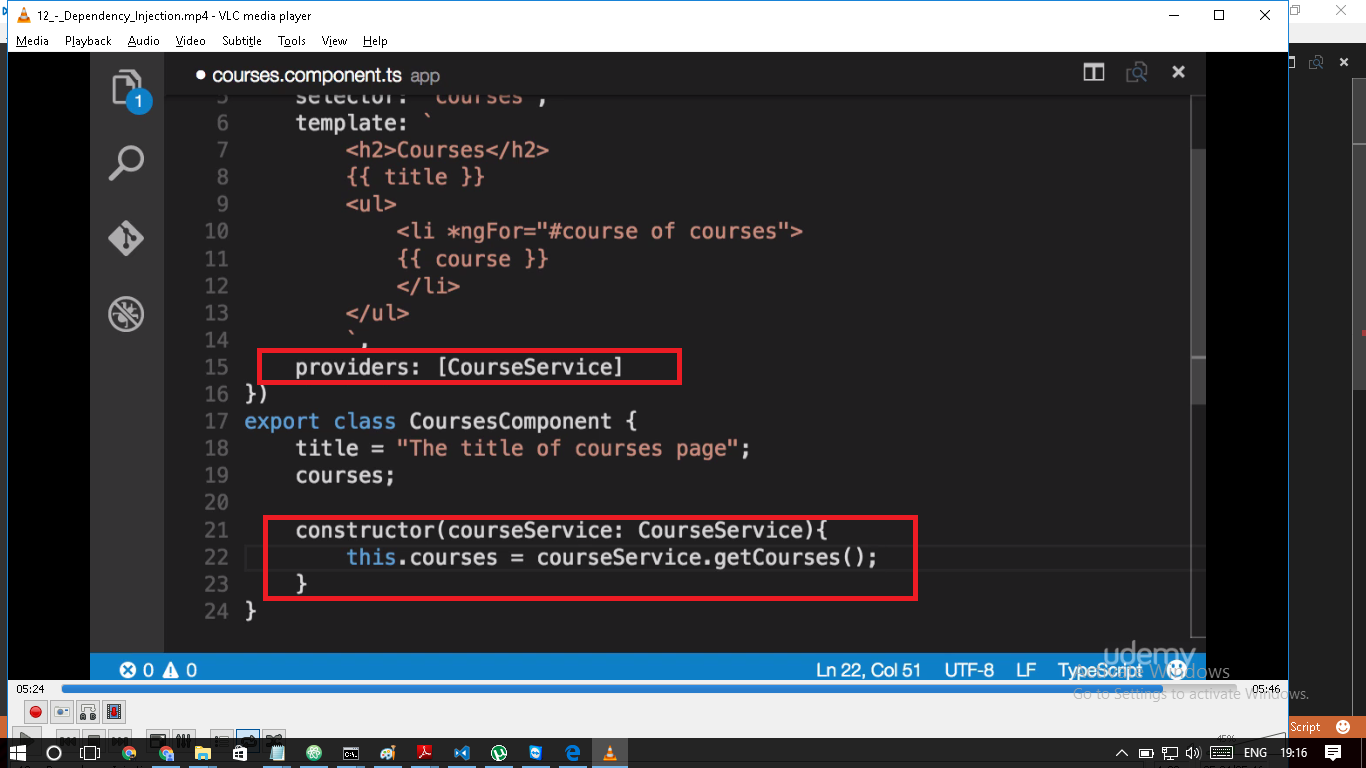 12_-_Dependency_Injection.mp4 - VLC media player
Media Playback Audio Video Subtitle Tools View Help
courses.component.ts app
1
5 selector: 'courses',
6 template: `
7 <h2>Courses</h2>
8 {{ title }}
9 <ul>
10 <li *ngFor="#course of courses">
11 {{ course }}
12 </li>
13 </ul>
14 `,
15 providers: [CourseService]
16 })
17 export class CoursesComponent {
18 title = "The title of courses page";
19 courses;
20
21 constructor(courseService: CourseService){
22 this.courses = courseService.getCourses();
23 }
24 }
udemy
0 0 Ln 22, Col 51 UTF-8 LF TypeScript
Activate Windows
Go to Settings to activate Windows.
05:24 05:46
Script
45%
ENG 19:16